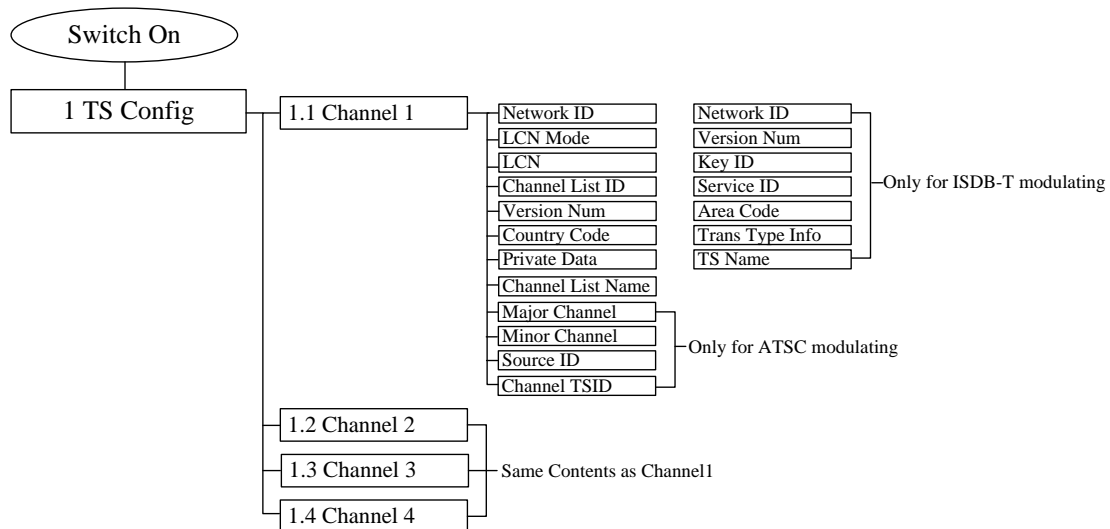 Switch On
1 TS Config
1.1 Channel 1
Network ID
LCN Mode
LCN
Channel List ID
Version Num
Country Code
Private Data
Channel List Name
Major Channel
Minor Channel
Source ID
Channel TSID
Only for ATSC modulating
Network ID
Version Num
Key ID
Service ID
Area Code
Trans Type Info
TS Name
Only for ISDB-T modulating
1.2 Channel 2
1.3 Channel 3
1.4 Channel 4
Same Contents as Channel1